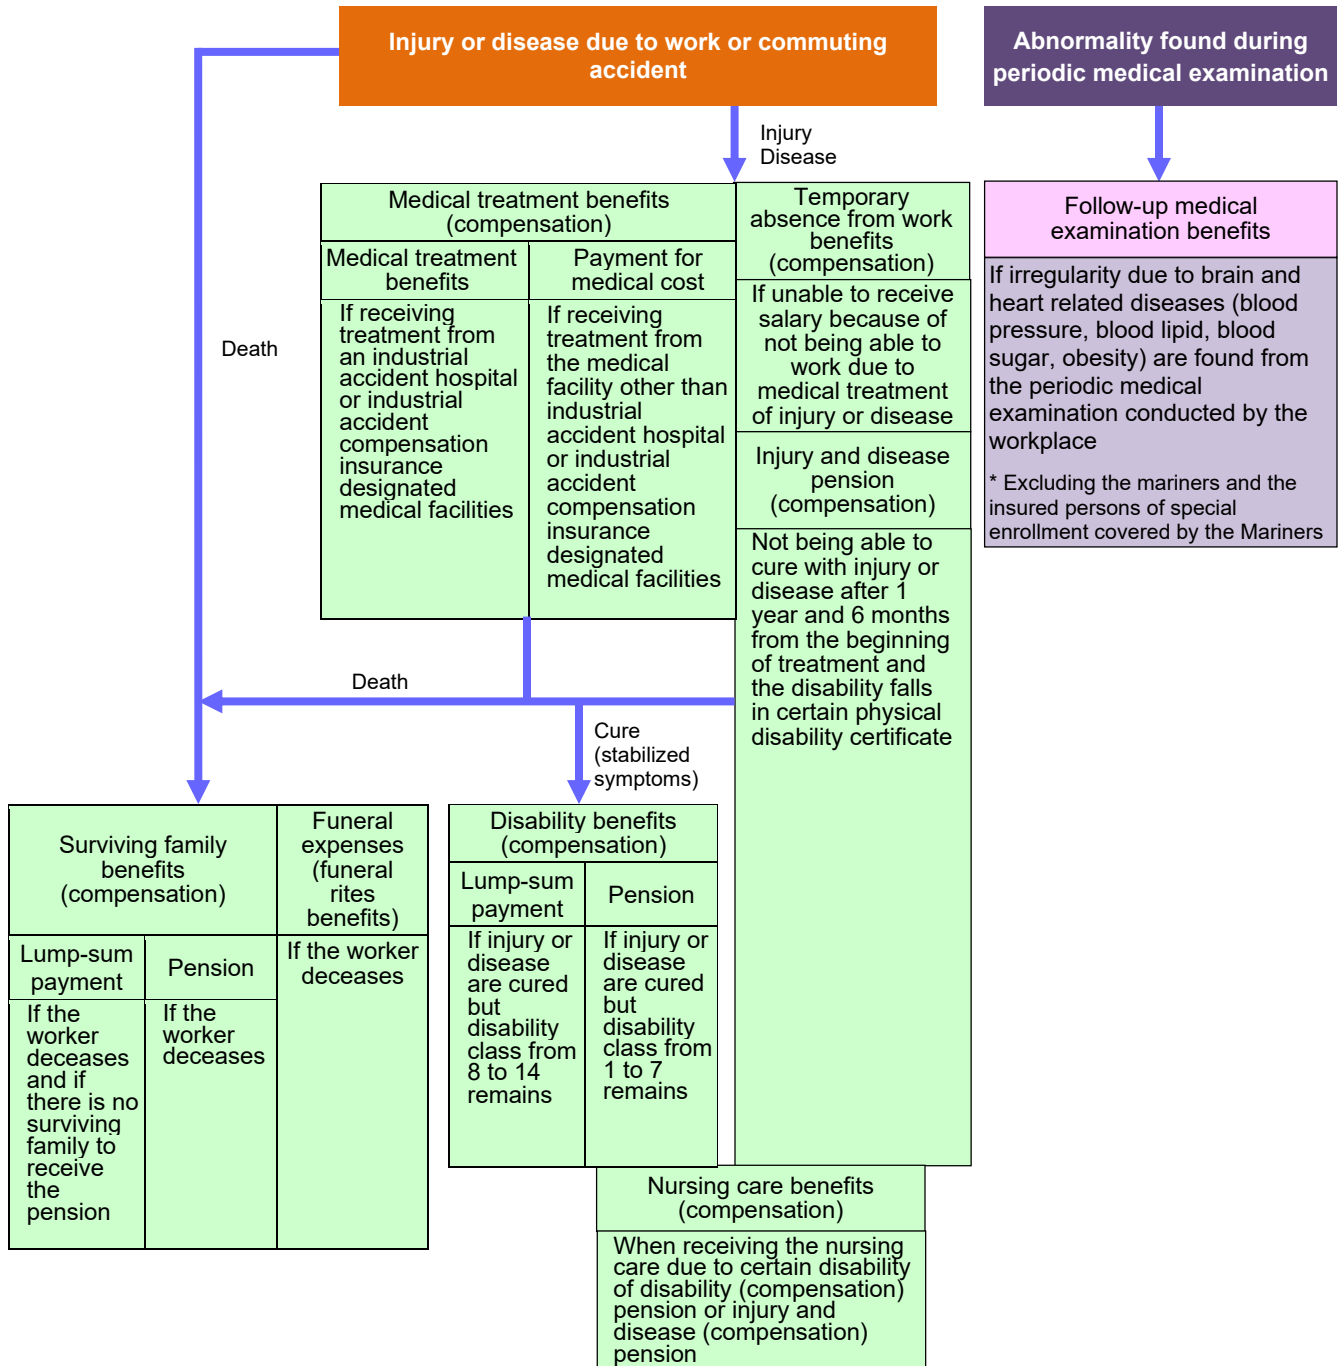 Injury or disease due to work or commuting
accident
Abnormality found during
periodic medical examination
Injury
Disease
Death
Medical treatment benefits
(compensation)
Medical treatment
benefits
If receiving
treatment from
an industrial
accident hospital
or industrial
accident
compensation
insurance
designated
medical facilities
Payment for
medical cost
If receiving
treatment from
the medical
facility other than
industrial
accident hospital
or industrial
accident
compensation
insurance
designated
medical facilities
Temporary
absence from work
benefits
(compensation)
If unable to receive
salary because of
not being able to
work due to
medical treatment
of injury or disease
Injury and disease
pension
(compensation)
Not being able to
cure with injury or
disease after 1
year and 6 months
from the beginning
of treatment and
the disability falls
in certain physical
disability certificate
Follow-up medical
examination benefits
If irregularity due to brain and
heart related diseases (blood
pressure, blood lipid, blood
sugar, obesity) are found from
the periodic medical
examination conducted by the
workplace
* Excluding the mariners and the
insured persons of special
enrollment covered by the Mariners
Death
Cure
(stabilized
symptoms)
Surviving family
benefits
(compensation)
Lump-sum
payment
If the
worker
deceases
and if
there is no
surviving
family to
receive
the
pension
Pension
If the
worker
deceases
Funeral
expenses
(funeral
rites
benefits)
If the worker
deceases
Disability benefits
(compensation)
Lump-sum
payment
If injury or
disease
are cured
but
disability
class from
8 to 14
remains
Pension
If injury or
disease
are cured
but
disability
class from
1 to 7
remains
Nursing care benefits
(compensation)
When receiving the nursing
care due to certain disability
of disability (compensation)
pension or injury and
disease (compensation)
pension